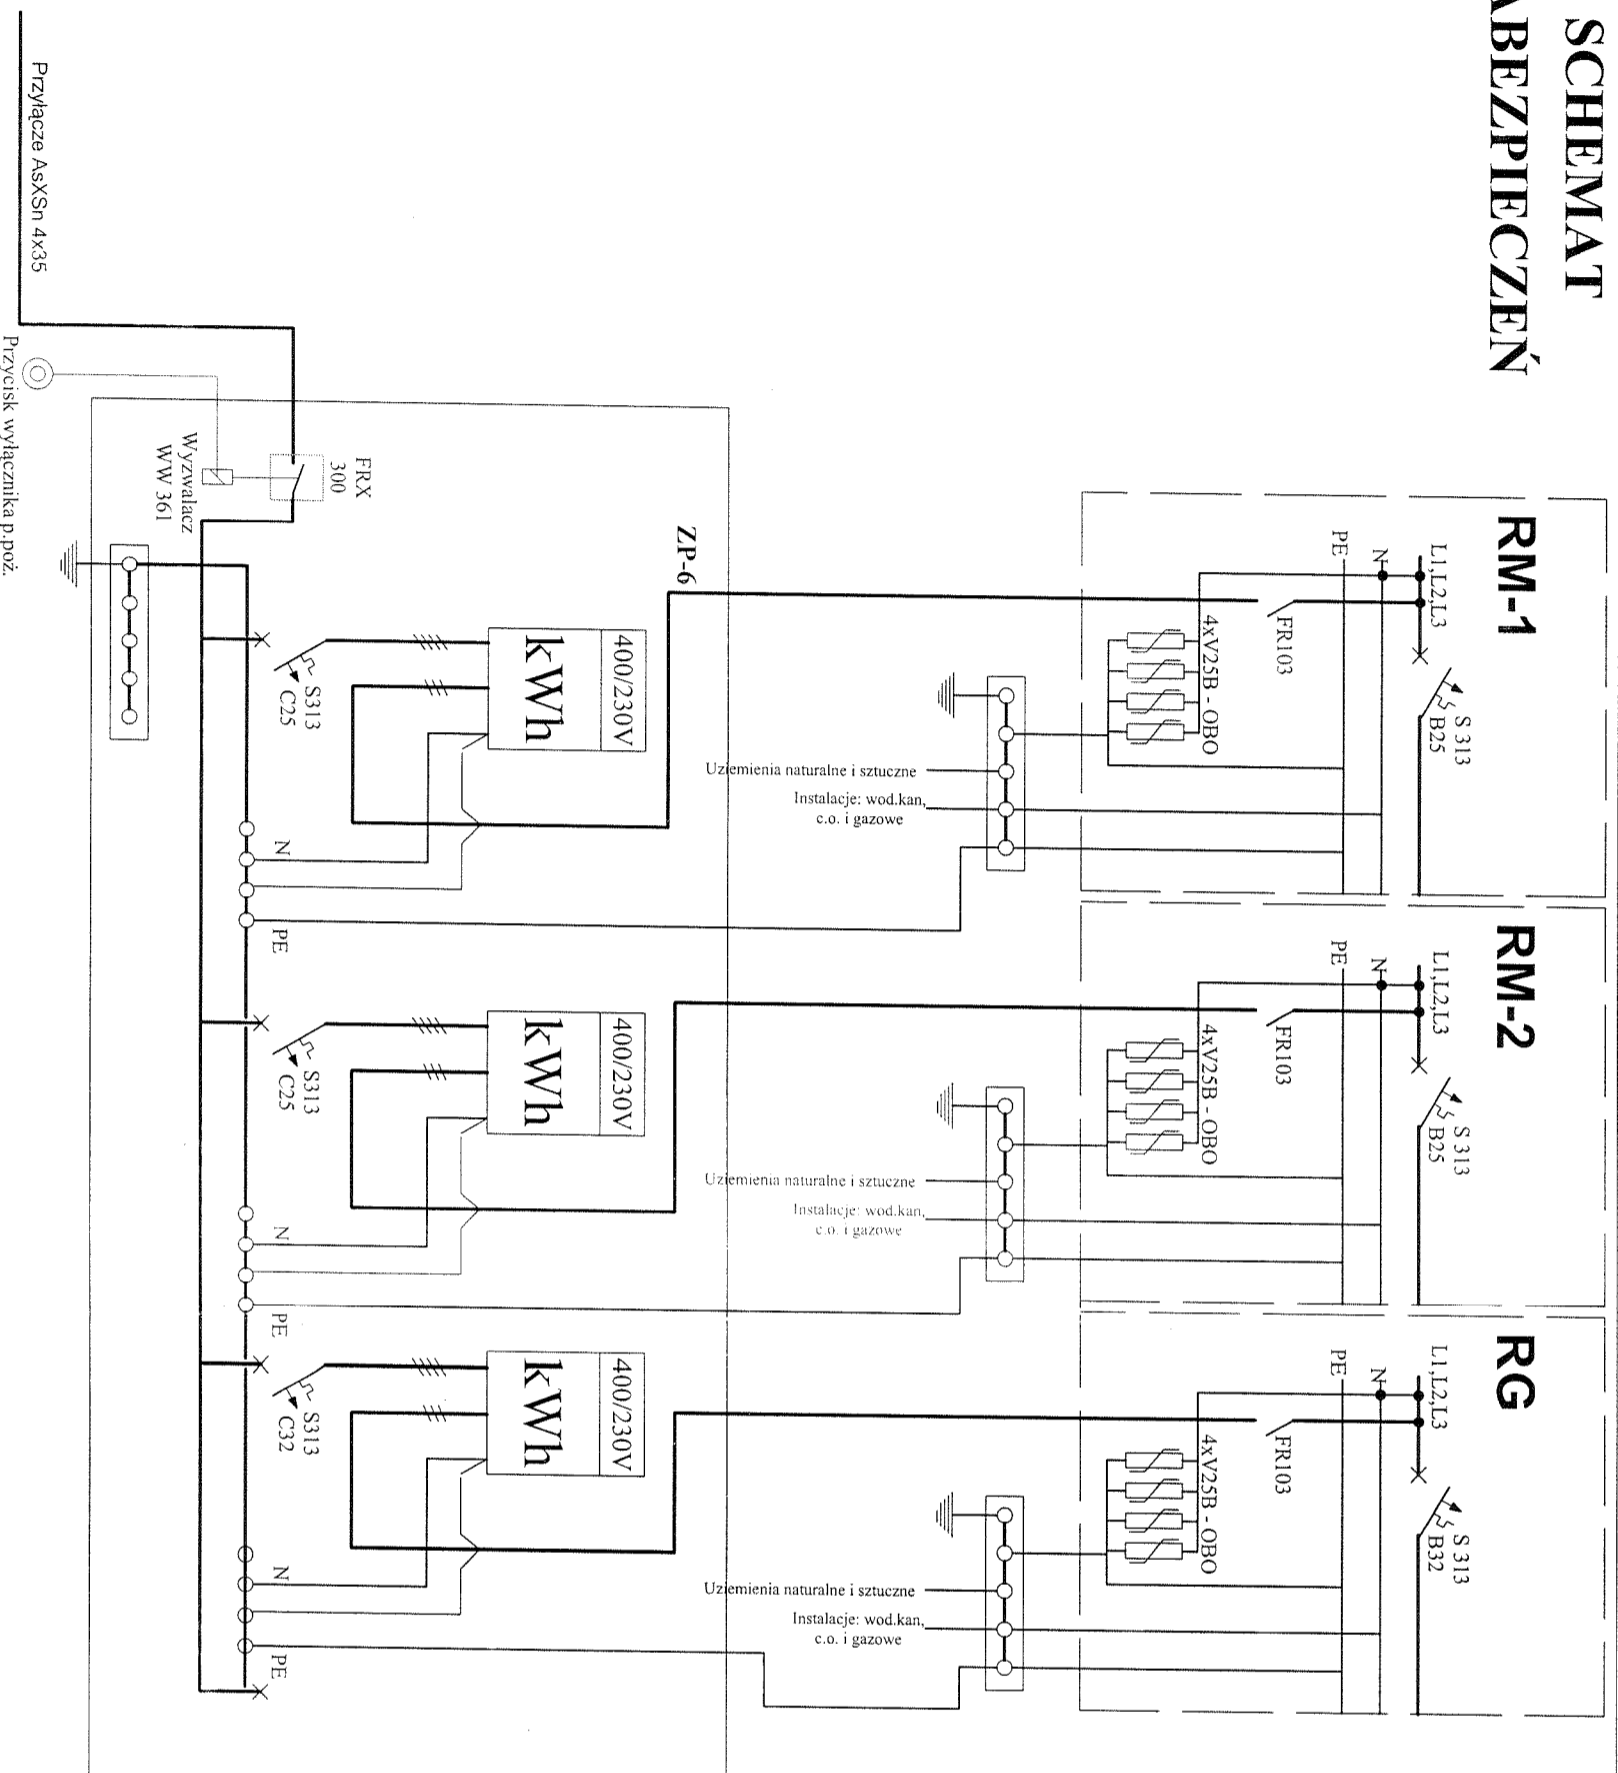 SCHEMAT
ABEZPIECZEŃ
RM-1
L1,L2,L3
N
PE
S 313
B25
FR103
4xV25B - OBO
Uziemienia naturalne i sztuczne
Instalacje: wod.kan,
c.o. i gazowe
RM-2
L1,L2,L3
N
PE
S 313
B25
FR103
4xV25B - OBO
Uziemienia naturalne i sztuczne
Instalacje: wod.kan,
c.o. i gazowe
RG
L1,L2,L3
N
PE
S 313
B32
FR103
4xV25B - OBO
Uziemienia naturalne i sztuczne
Instalacje: wod.kan,
c.o. i gazowe
ZP-6
400/230V
kWh
S313
C25
N
PE
400/230V
kWh
S313
C25
N
PE
400/230V
kWh
S313
C32
N
PE
FRX
300
Wyzwalacz
WW 361
Przyłącze AsXSn 4x35
Przycisk wyłącznika p.poż.